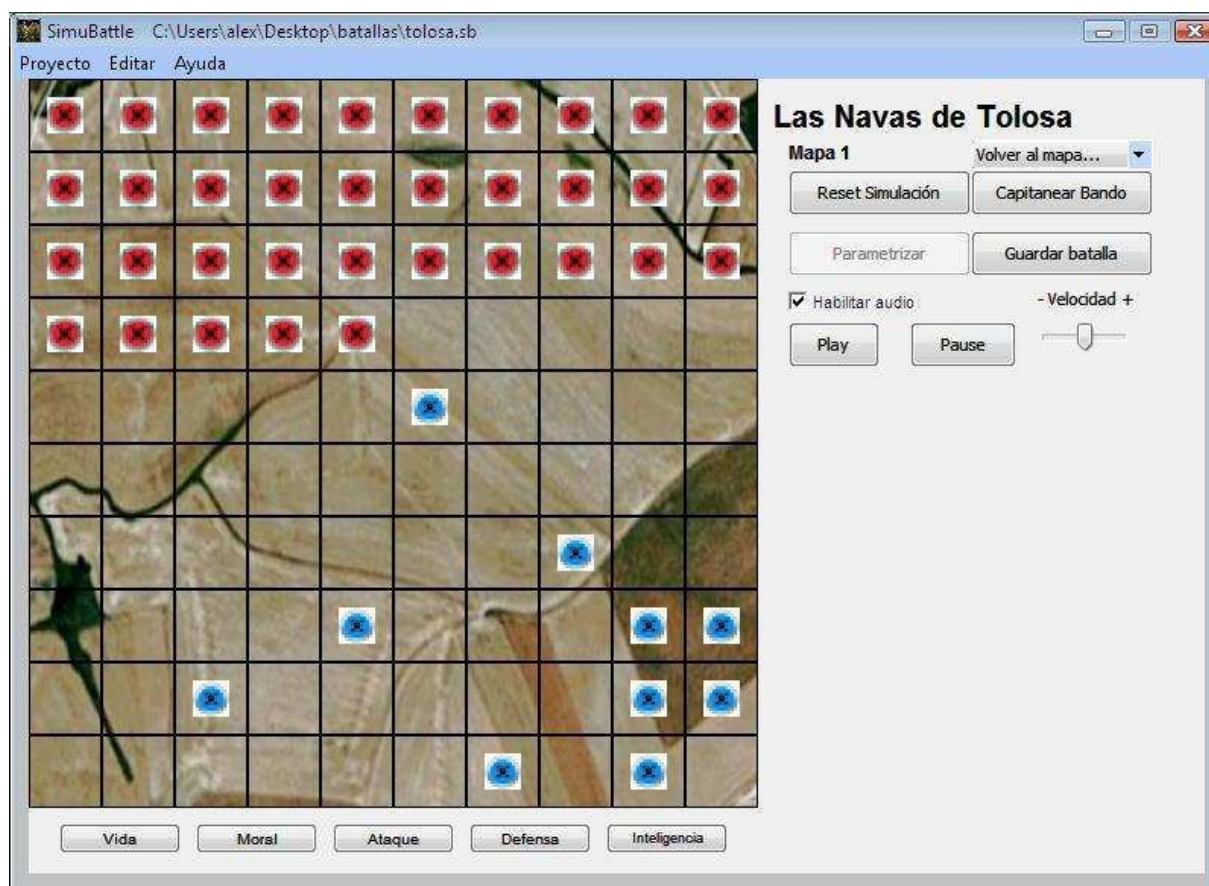 SimuBattle C:\Users\alex\Desktop\batallas\tolosa.sb
Proyecto Editar Ayuda
Las Navas de Tolosa
Mapa 1 Volver al mapa...
Reset Simulación Capitanear Bando
Parametrizar Guardar batalla
Habilitar audio - Velocidad +
Play Pause
Vida Moral Ataque Defensa Inteligencia